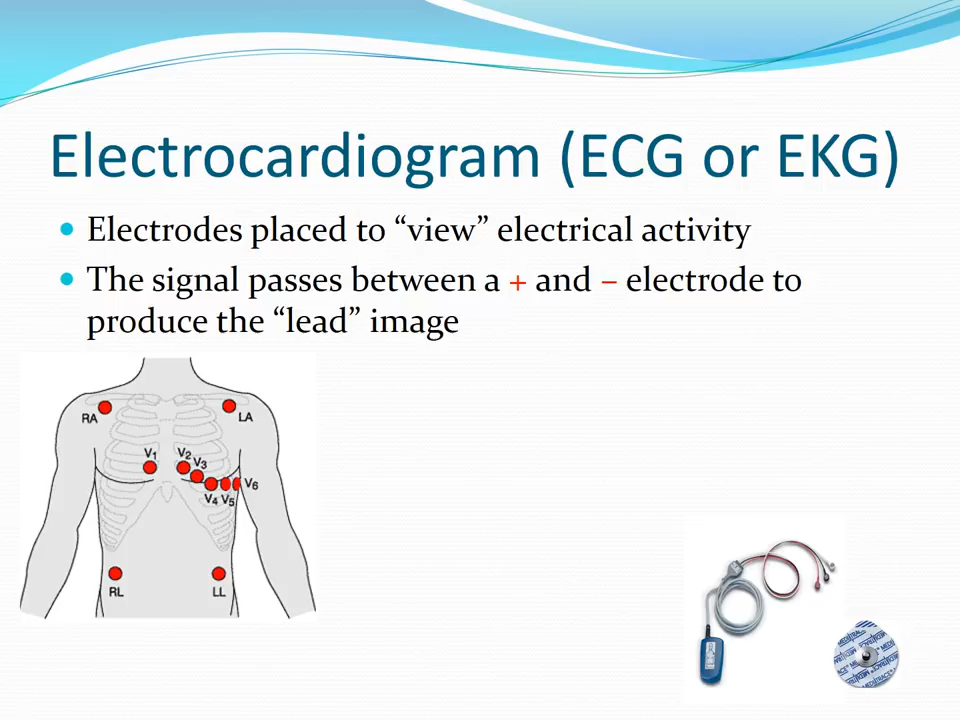 Electrocardiogram (ECG or EKG)
Electrodes placed to “view” electrical activity
The signal passes between a + and – electrode to
produce the “lead” image
RA
LA
V1
V2
V3
V6
V4
V5
RL
LL